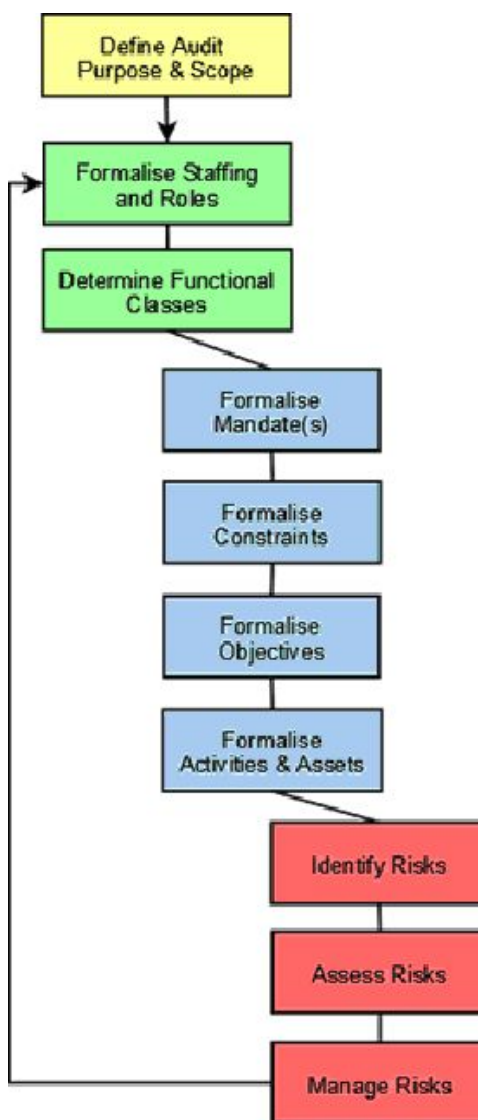 Define Audit
Purpose & Scope
Formalise Staffing
and Roles
Determine Functional
Classes
Formalise
Mandate(s)
Formalise
Constraints
Formalise
Objectives
Formalise
Activities & Assets
Identify Risks
Assess Risks
Manage Risks